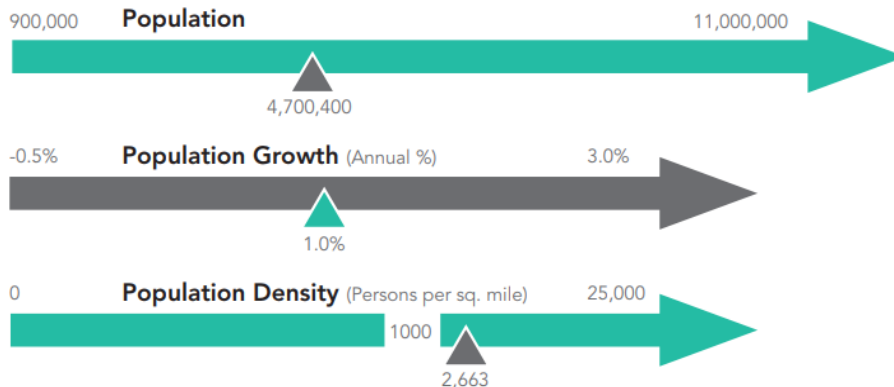 900,000 Population 11,000,000
4,700,400
-0.5% Population Growth (Annual %) 3.0%
1.0%
0 Population Density (Persons per sq. mile) 25,000
1000
2,663